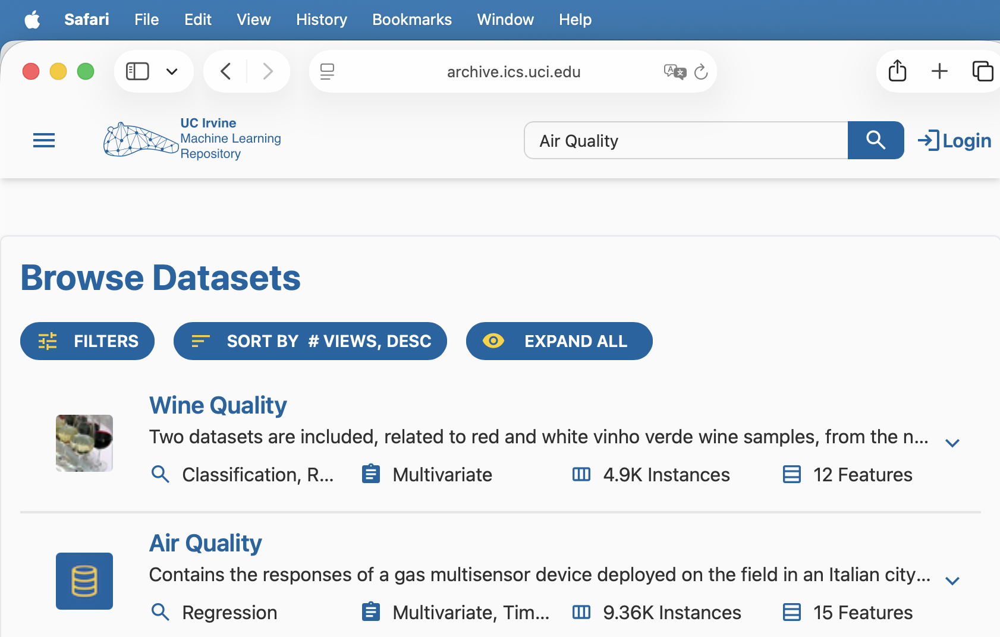 Safari File Edit View History Bookmarks Window Help
archive.ics.uci.edu
UC Irvine
Machine Learning
Repository
Air Quality
Login
Browse Datasets
FILTERS
SORT BY # VIEWS, DESC
EXPAND ALL
Wine Quality
Two datasets are included, related to red and white vinho verde wine samples, from the n...
Classification, R... Multivariate 4.9K Instances 12 Features
Air Quality
Contains the responses of a gas multisensor device deployed on the field in an Italian city...
Regression Multivariate, Tim... 9.36K Instances 15 Features